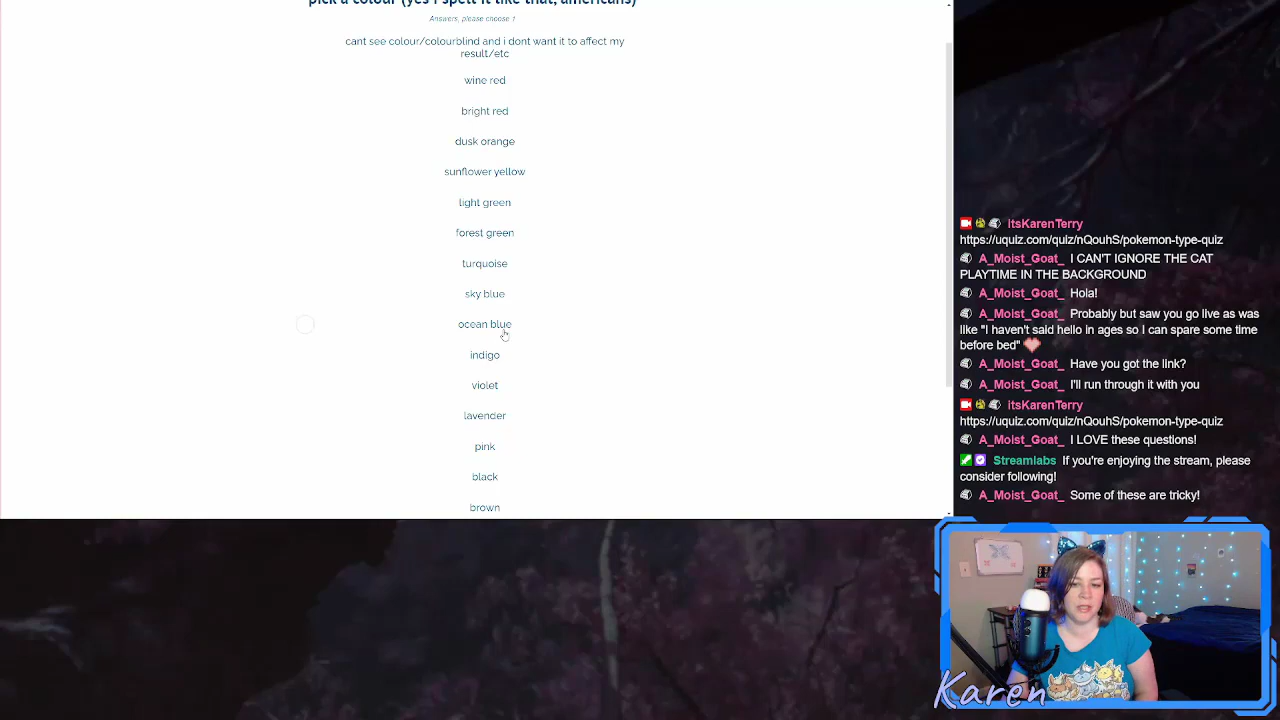 pick a colour (yes i spell it like that, americans)
Answers, please choose 1
cant see colour/colourblind and i dont want it to affect my
result/etc
wine red
bright red
dusk orange
sunflower yellow
light green
forest green
turquoise
sky blue
ocean blue
indigo
violet
lavender
pink
black
brown
itsKarenTerry
https://uquiz.com/quiz/nQouhS/pokemon-type-quiz
A_Moist_Goat_ I CAN'T IGNORE THE CAT
PLAYTIME IN THE BACKGROUND
A_Moist_Goat_ Hola!
A_Moist_Goat_ Probably but saw you go live as was
like "I haven't said hello in ages so I can spare some time
before bed"
A_Moist_Goat_ Have you got the link?
A_Moist_Goat_ I'll run through it with you
itsKarenTerry
https://uquiz.com/quiz/nQouhS/pokemon-type-quiz
A_Moist_Goat_ I LOVE these questions!
Streamlabs If you're enjoying the stream, please
consider following!
A_Moist_Goat_ Some of these are tricky!
Karen